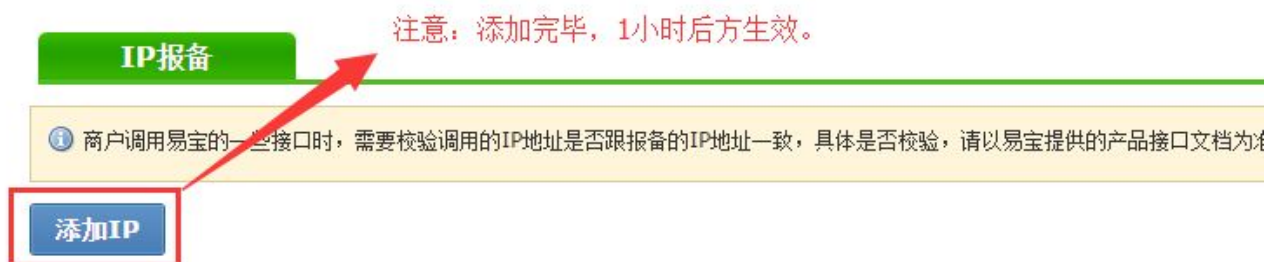 注意：添加完毕，1小时后方生效。
IP报备
商户调用易宝的一些接口时，需要校验调用的IP地址是否跟报备的IP地址一致，具体是否校验，请以易宝提供的产品接口文档为
添加IP